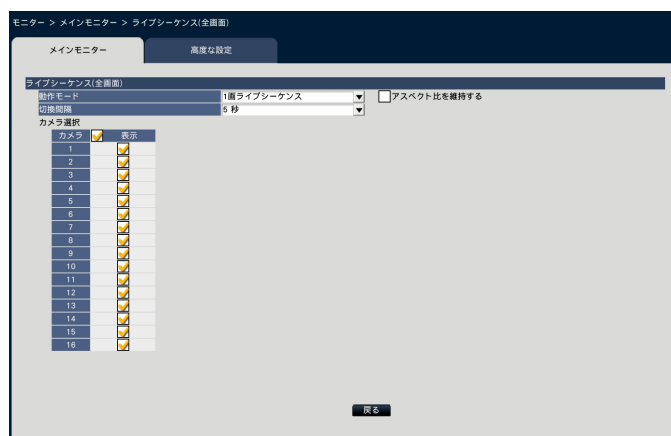 モニター > メインモニター > ライブシーケンス(全画面)
メインモニター 高度な設定
ライブシーケンス(全画面)
動作モード 1画ライブシーケンス アスペクト比を維持する
切換間隔 5 秒
カメラ選択
カメラ 表示
1
2
3
4
5
6
7
8
9
10
11
12
13
14
15
16
戻る